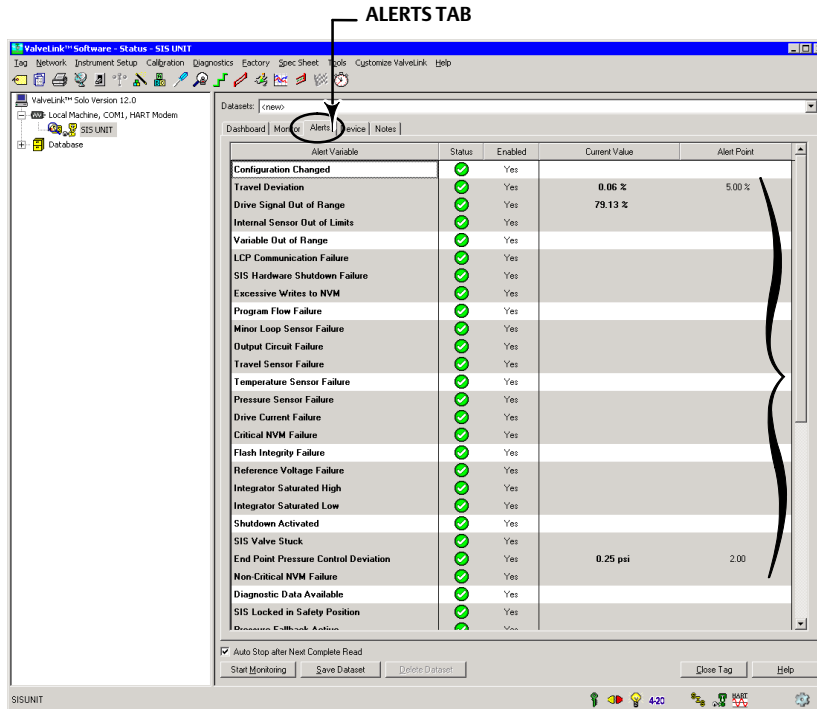 ALERTS TAB
ValveLink™ Software - Status - SIS UNIT
Tag Network Instrument Setup Calibration Diagnostics Factory Spec Sheet Tools Customize ValveLink Help
ValveLink™ Solo Version 12.0
Local Machine, COM1, HART Modem
SIS UNIT
Database
Datasets: <new>
Dashboard Monitor Alerts Device Notes
Alert Variable Status Enabled Current Value Alert Point
Configuration Changed Yes
Travel Deviation Yes 0.06 % 5.00 %
Drive Signal Out of Range Yes 79.13 %
Internal Sensor Out of Limits Yes
Variable Out of Range Yes
LCP Communication Failure Yes
SIS Hardware Shutdown Failure Yes
Excessive Writes to NVM Yes
Program Flow Failure Yes
Minor Loop Sensor Failure Yes
Output Circuit Failure Yes
Travel Sensor Failure Yes
Temperature Sensor Failure Yes
Pressure Sensor Failure Yes
Drive Current Failure Yes
Critical NVM Failure Yes
Flash Integrity Failure Yes
Reference Voltage Failure Yes
Integrator Saturated High Yes
Integrator Saturated Low Yes
Shutdown Activated Yes
SIS Valve Stuck Yes
End Point Pressure Control Deviation Yes 0.25 psi 2.00
Non-Critical NVM Failure Yes
Diagnostic Data Available Yes
SIS Locked in Safety Position Yes
Pressure Fallback Active Yes
Auto Stop after Next Complete Read
Start Monitoring Save Dataset Delete Dataset Close Tag Help
SISUNIT 4-20 HART